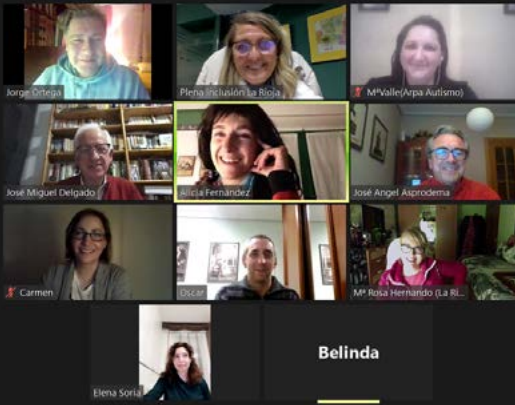 Jorge Ortega
Plena Inclusión La Rioja
MªValle(Arpa Autismo)
José Miguel Delgado
Alicia Fernández
José Angel Asprodema
Carmen
Oscar
Mª Rosa Hernando (La Ri...
Elena Soria
Belinda